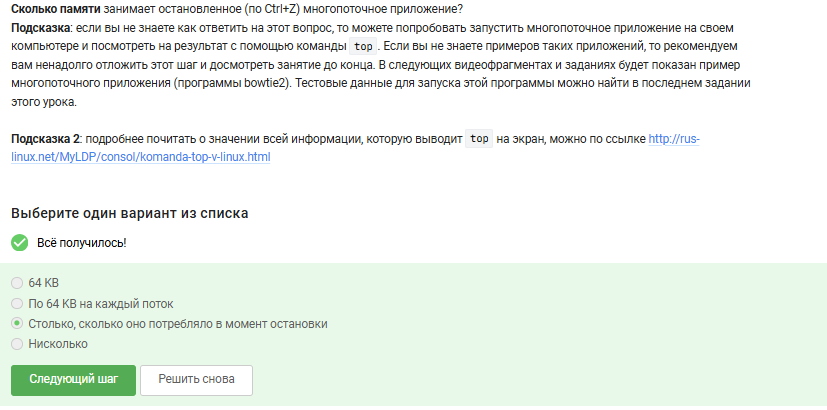 Сколько памяти занимает остановленное (по Ctrl+Z) многопоточное приложение?
Подсказка: если вы не знаете как ответить на этот вопрос, то можете попробовать запустить многопоточное приложение на своем
компьютере и посмотреть на результат с помощью команды top. Если вы не знаете примеров таких приложений, то рекомендуем
вам ненадолго отложить этот шаг и досмотреть занятие до конца. В следующих видеофрагментах и заданиях будет показан пример
многопоточного приложения (программы bowtie2). Тестовые данные для запуска этой программы можно найти в последнем задании
этого урока.
Подсказка 2: подробнее почитать о значении всей информации, которую выводит top на экран, можно по ссылке http://rus-
linux.net/MyLDP/consol/komanda-top-v-linux.html
Выберите один вариант из списка
Всё получилось!
64 KB
По 64 KB на каждый поток
Столько, сколько оно потребляло в момент остановки
Нисколько
Следующий шаг Решить снова